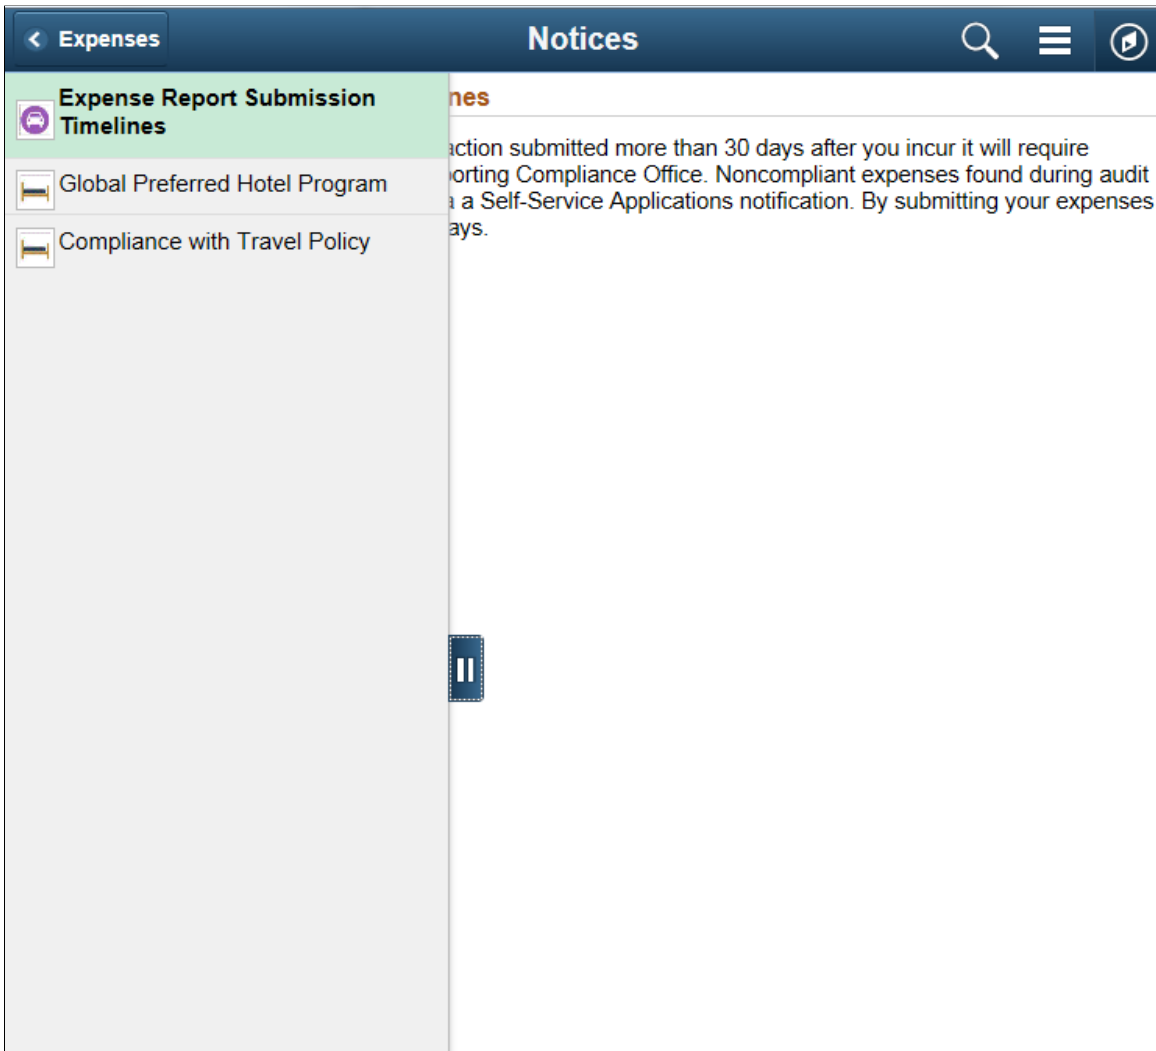 Expenses
Notices
Expense Report Submission
Timelines
Global Preferred Hotel Program
Compliance with Travel Policy
nes
action submitted more than 30 days after you incur it will require
orting Compliance Office. Noncompliant expenses found during audit
a Self-Service Applications notification. By submitting your expenses
ays.